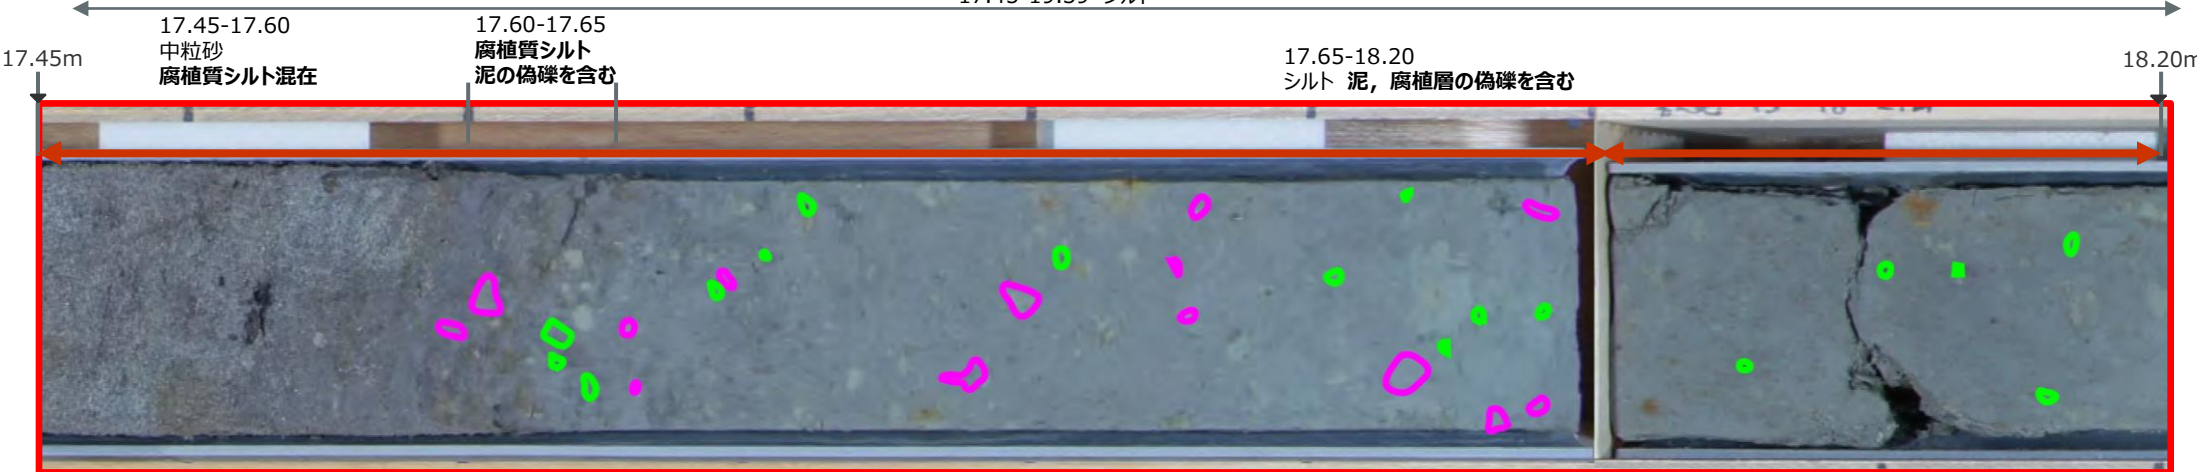 17.45-17.60
中粒砂
腐植質シルト混在
17.60-17.65
腐植質シルト
泥の偽礫を含む
17.65-18.20
シルト 泥，腐植層の偽礫を含む
17.45m
18.20m